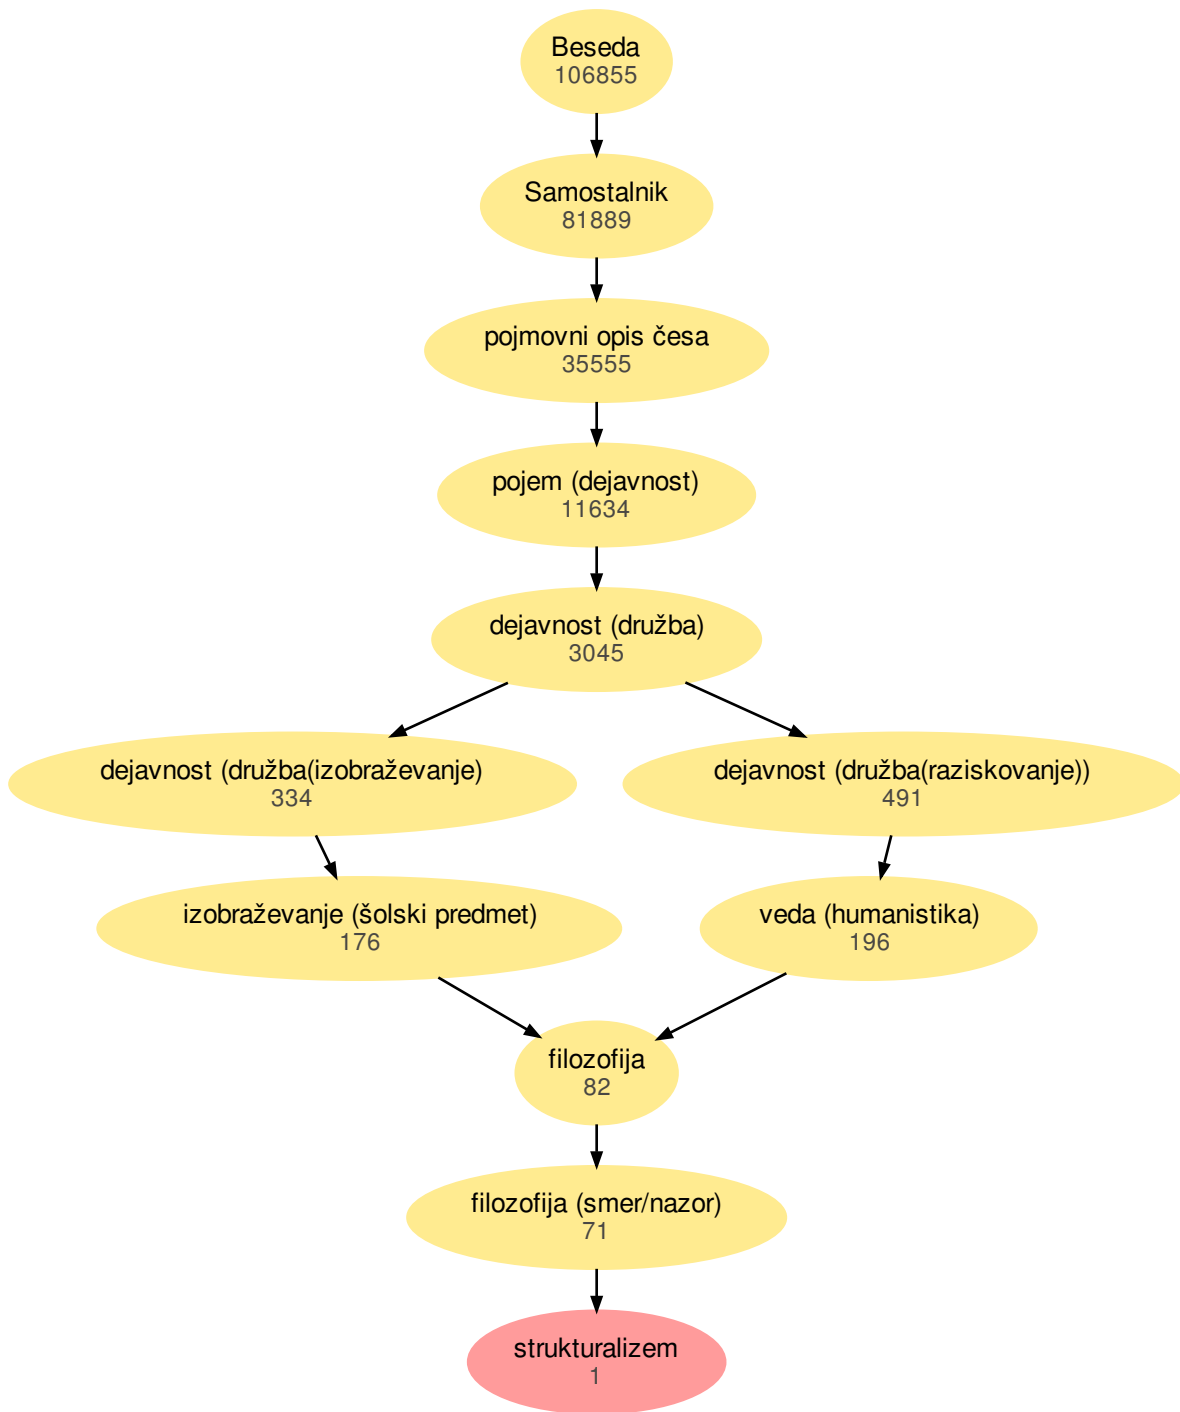 Beseda
106855
Samostalnik
81889
pojmovni opis česa
35555
pojem (dejavnost)
11634
dejavnost (družba)
3045
dejavnost (družba(izobraževanje)
334
dejavnost (družba(raziskovanje))
491
izobraževanje (šolski predmet)
176
veda (humanistika)
196
filozofija
82
filozofija (smer/nazor)
71
strukturalizem
1